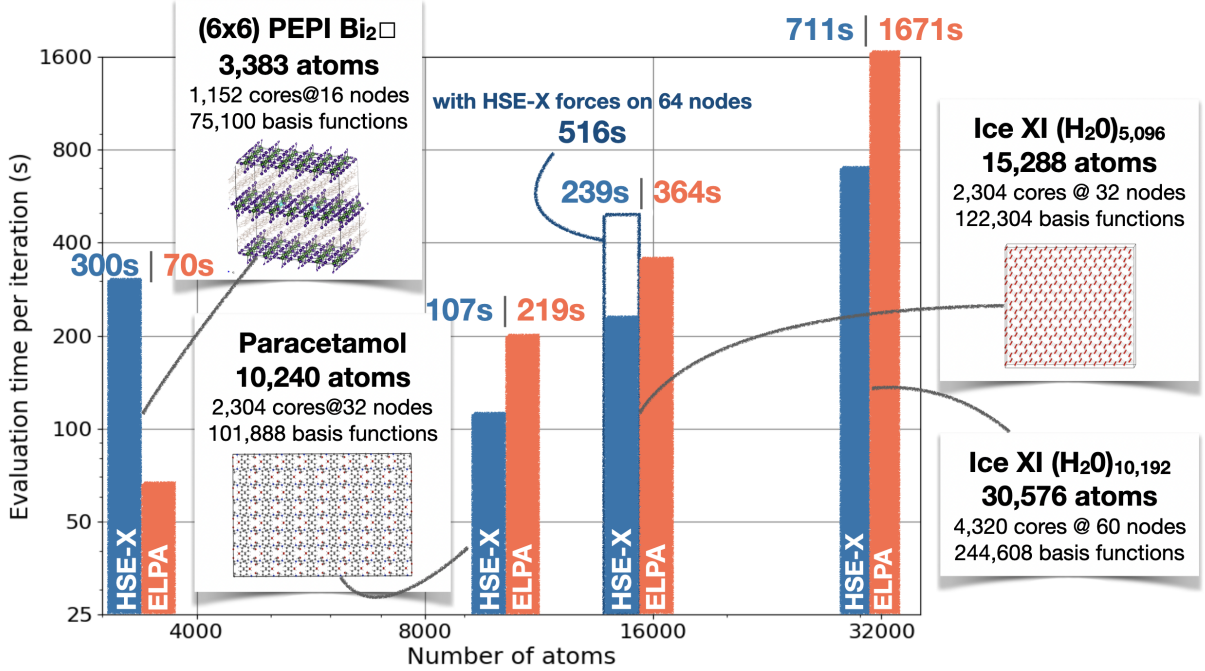 (6x6) PEPI Bi₂□
3,383 atoms
1,152 cores@16 nodes
75,100 basis functions
Paracetamol
10,240 atoms
2,304 cores@32 nodes
101,888 basis functions
with HSE-X forces on 64 nodes
516s
Ice XI (H₂0)₅,₀₉₆
15,288 atoms
2,304 cores @ 32 nodes
122,304 basis functions
Ice XI (H₂0)₁₀,₁₉₂
30,576 atoms
4,320 cores @ 60 nodes
244,608 basis functions
300s | 70s
107s | 219s
239s | 364s
711s | 1671s
HSE-X
ELPA
HSE-X
ELPA
HSE-X
ELPA
HSE-X
ELPA
Evaluation time per iteration (s)
1600
800
400
200
100
50
25
4000
8000
16000
32000
Number of atoms